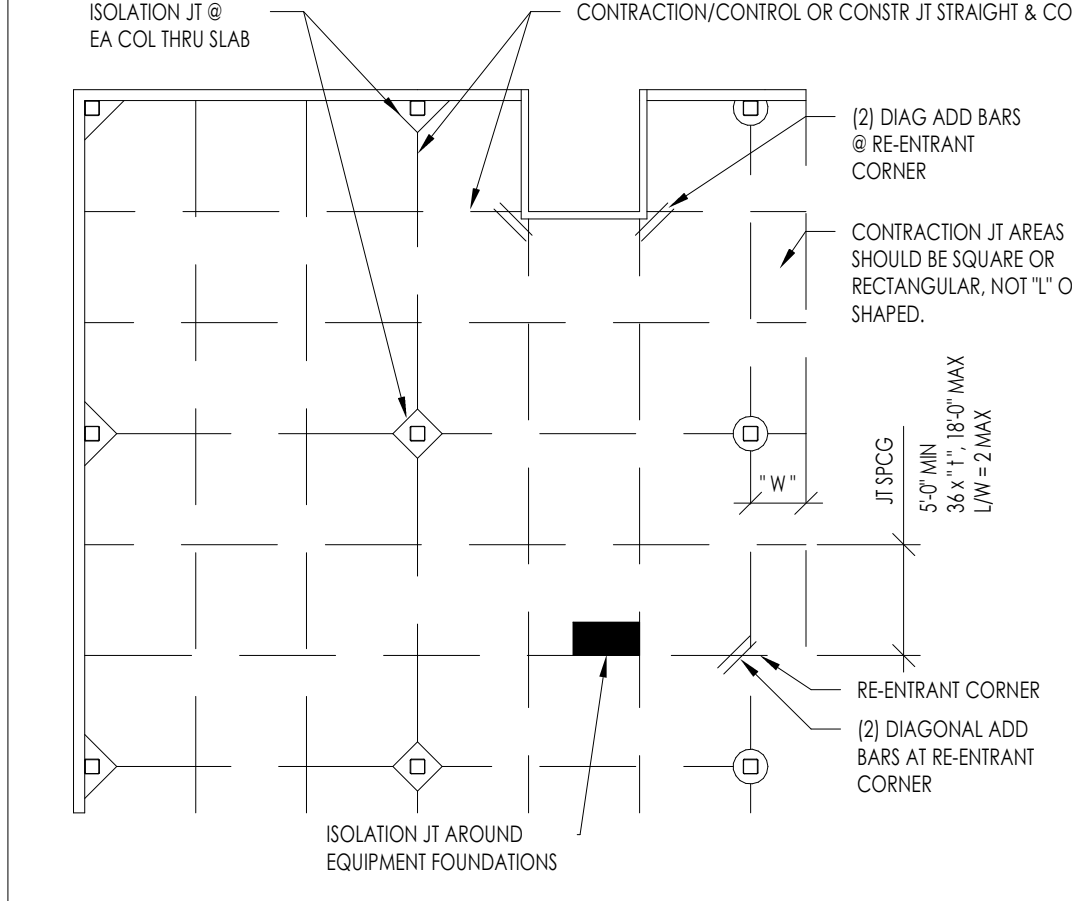 ISOLATION JT @
EA COL THRU SLAB
CONTRACTION/CONTROL OR CONSTR JT STRAIGHT & CO
(2) DIAG ADD BARS
@ RE-ENTRANT
CORNER
CONTRACTION JT AREAS
SHOULD BE SQUARE OR
RECTANGULAR, NOT "L" O
SHAPED.
JT SPCG
5'-0" MIN
36 x "t", 18'-0" MAX
L/W = 2 MAX
"W"
RE-ENTRANT CORNER
(2) DIAGONAL ADD
BARS AT RE-ENTRANT
CORNER
ISOLATION JT AROUND
EQUIPMENT FOUNDATIONS